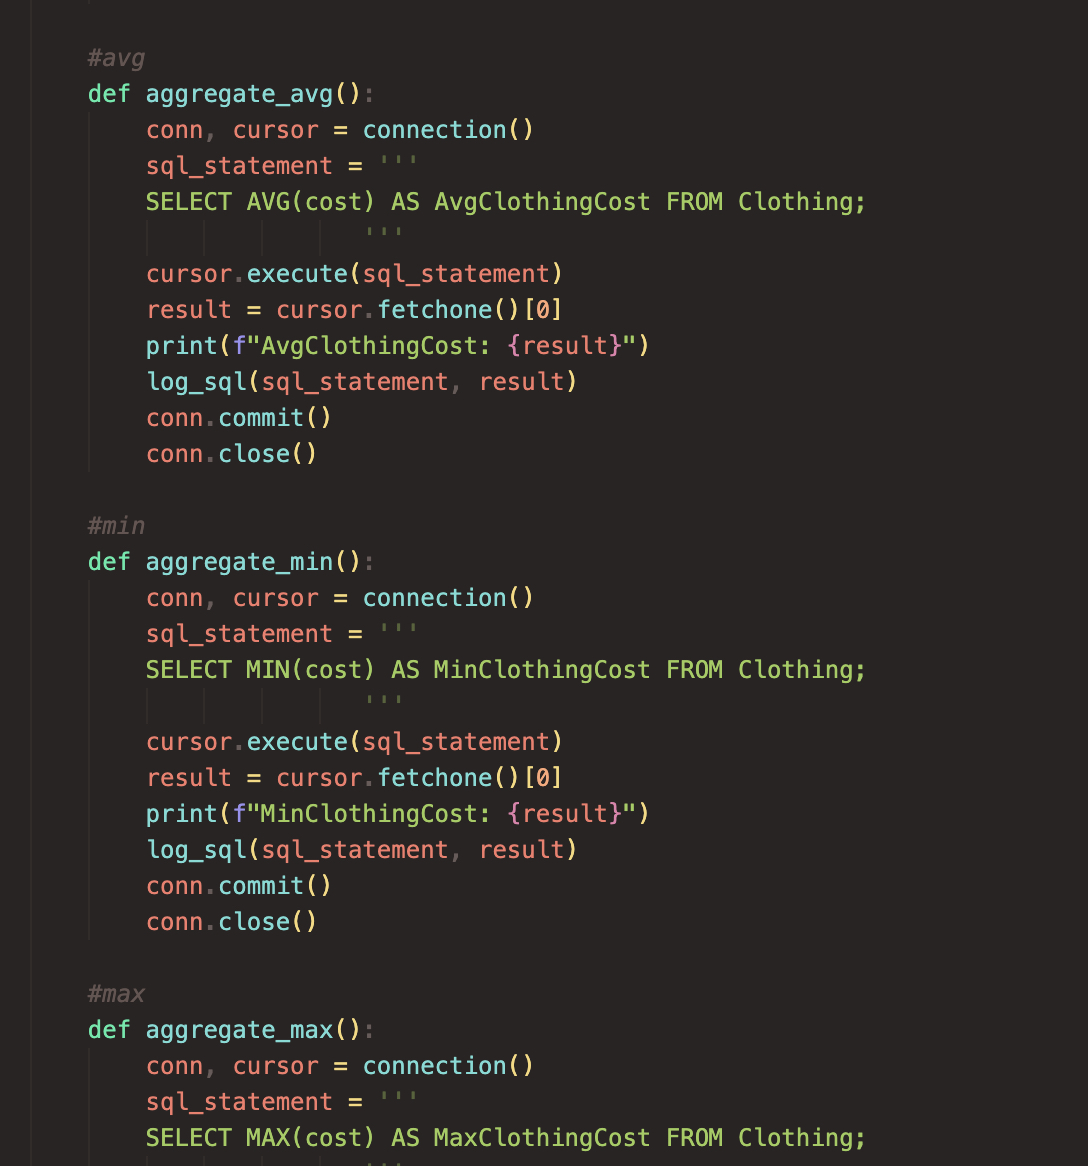 #avg
def aggregate_avg():
    conn, cursor = connection()
    sql_statement = '''
    SELECT AVG(cost) AS AvgClothingCost FROM Clothing;
                   '''
    cursor.execute(sql_statement)
    result = cursor.fetchone()[0]
    print(f"AvgClothingCost: {result}")
    log_sql(sql_statement, result)
    conn.commit()
    conn.close()

#min
def aggregate_min():
    conn, cursor = connection()
    sql_statement = '''
    SELECT MIN(cost) AS MinClothingCost FROM Clothing;
                   '''
    cursor.execute(sql_statement)
    result = cursor.fetchone()[0]
    print(f"MinClothingCost: {result}")
    log_sql(sql_statement, result)
    conn.commit()
    conn.close()

#max
def aggregate_max():
    conn, cursor = connection()
    sql_statement = '''
    SELECT MAX(cost) AS MaxClothingCost FROM Clothing;
                   '''